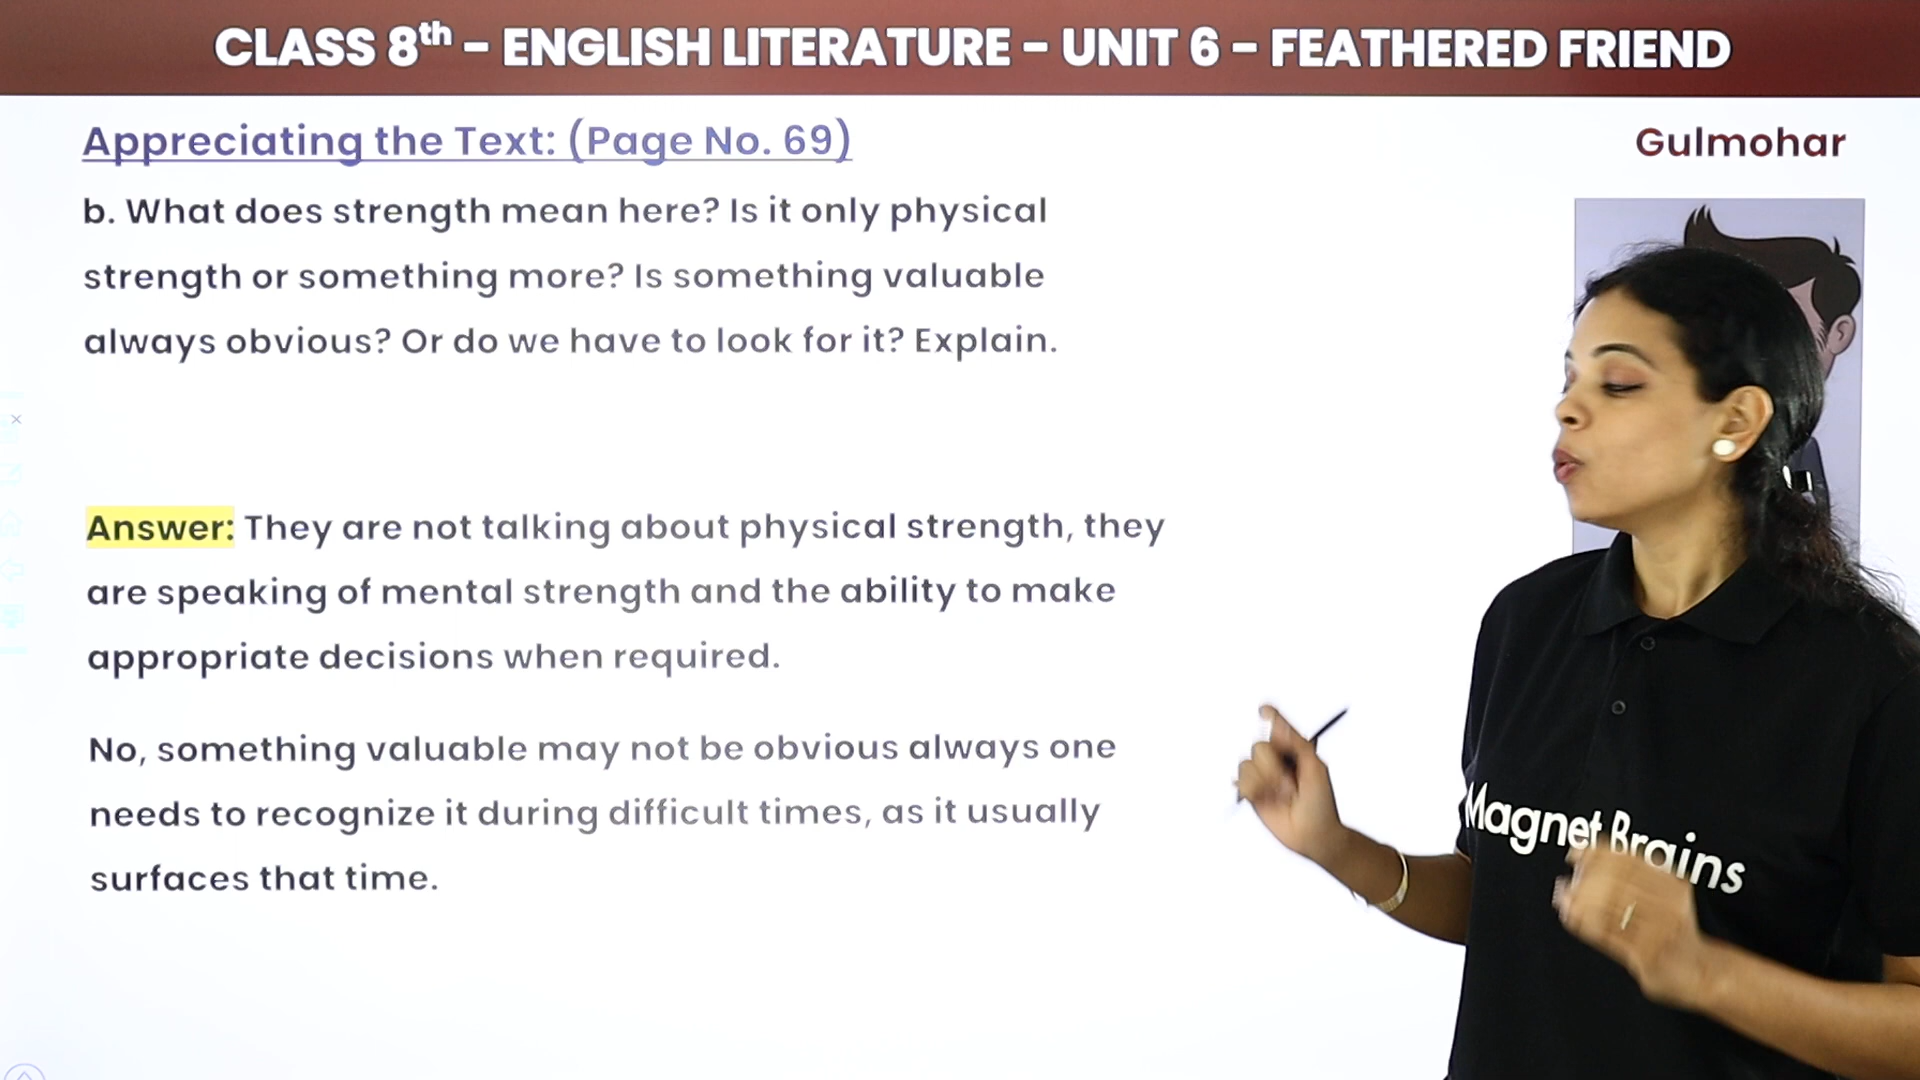 CLASS 8th – ENGLISH LITERATURE – UNIT 6 – FEATHERED FRIEND
Appreciating the Text: (Page No. 69)
Gulmohar
b. What does strength mean here? Is it only physical
strength or something more? Is something valuable
always obvious? Or do we have to look for it? Explain.
Answer: They are not talking about physical strength, they
are speaking of mental strength and the ability to make
appropriate decisions when required.
No, something valuable may not be obvious always one
needs to recognize it during difficult times, as it usually
surfaces that time.
Magnet Brains